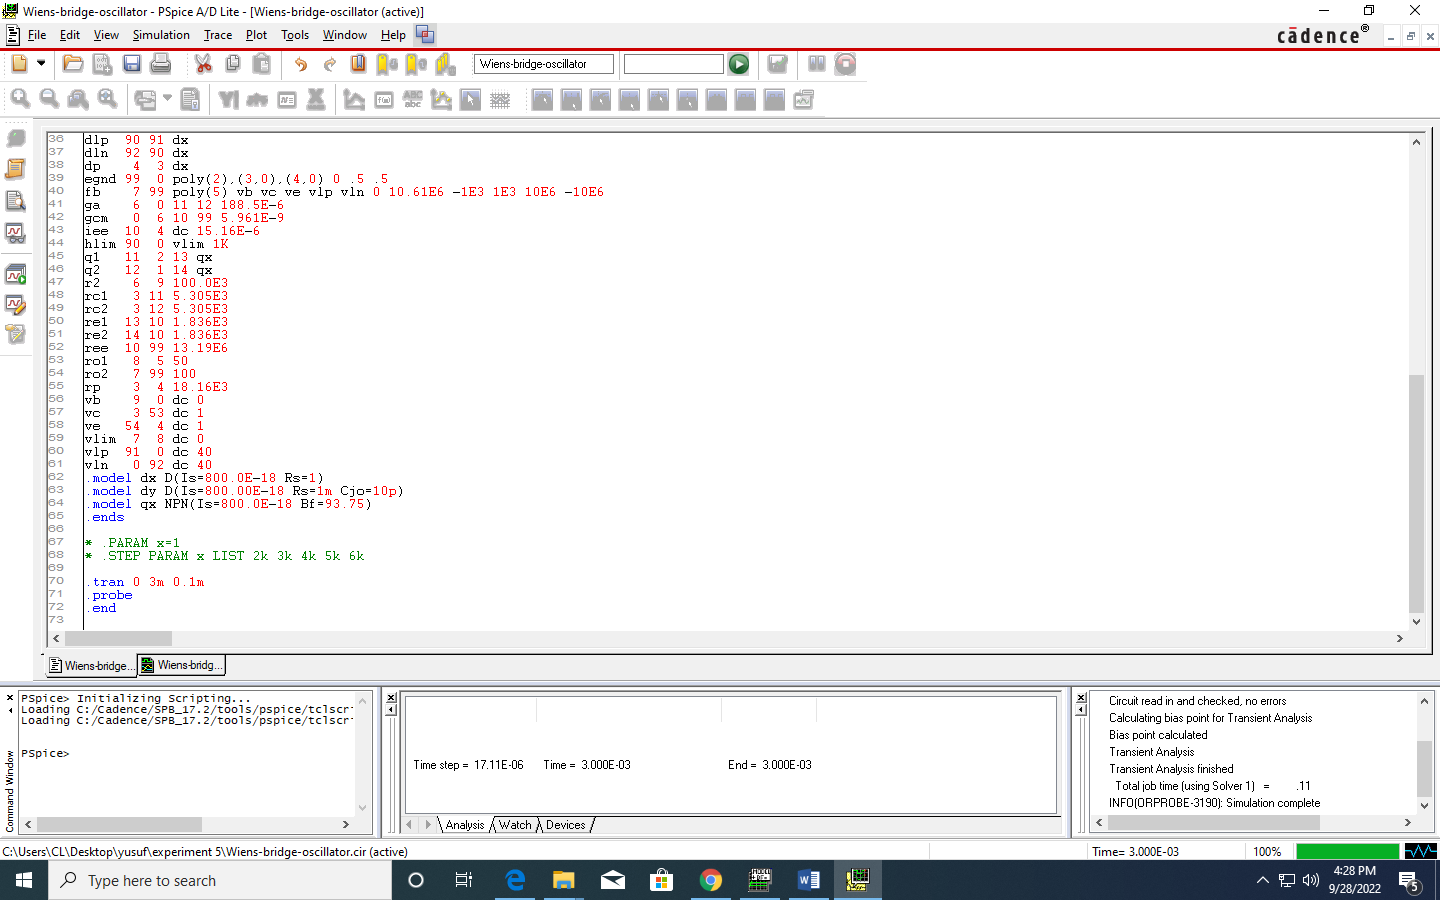 Wiens-bridge-oscillator - PSpice A/D Lite - [Wiens-bridge-oscillator (active)]
File Edit View Simulation Trace Plot Tools Window Help
cādence®
Wiens-bridge-oscillator
36 dlp 90 91 dx
37 dln 92 90 dx
38 dp 4 3 dx
39 egnd 99 0 poly(2),(3,0),(4,0) 0 .5 .5
40 fb 7 99 poly(5) vb vc ve vlp vln 0 10.61E6 -1E3 1E3 10E6 -10E6
41 ga 6 0 11 12 188.5E-6
42 gcm 0 6 10 99 5.961E-9
43 iee 10 4 dc 15.16E-6
44 hlim 90 0 vlim 1K
45 q1 11 2 13 qx
46 q2 12 1 14 qx
47 r2 6 9 100.0E3
48 rc1 3 11 5.305E3
49 rc2 3 12 5.305E3
50 re1 13 10 1.836E3
51 re2 14 10 1.836E3
52 ree 10 99 13.19E6
53 ro1 8 5 50
54 ro2 7 99 100
55 rp 3 4 18.16E3
56 vb 9 0 dc 0
57 vc 3 53 dc 1
58 ve 54 4 dc 1
59 vlim 7 8 dc 0
60 vlp 91 0 dc 40
61 vln 0 92 dc 40
62 .model dx D(Is=800.0E-18 Rs=1)
63 .model dy D(Is=800.00E-18 Rs=1m Cjo=10p)
64 .model qx NPN(Is=800.0E-18 Bf=93.75)
65 .ends
66
67 * .PARAM x=1
68 * .STEP PARAM x LIST 2k 3k 4k 5k 6k
69
70 .tran 0 3m 0.1m
71 .probe
72 .end
73
Wiens-bridge... Wiens-bridg...
Command Window
PSpice> Initializing Scripting...
Loading C:/Cadence/SPB_17.2/tools/pspice/tclscr
Loading C:/Cadence/SPB_17.2/tools/pspice/tclscr
PSpice>
Time step = 17.11E-06 Time = 3.000E-03 End = 3.000E-03
Analysis Watch Devices
Circuit read in and checked, no errors
Calculating bias point for Transient Analysis
Bias point calculated
Transient Analysis
Transient Analysis finished
Total job time (using Solver 1) = .11
INFO(ORPROBE-3190): Simulation complete
C:\Users\CL\Desktop\yusuf\experiment 5\Wiens-bridge-oscillator.cir (active)
Time= 3.000E-03 100%
Type here to search
4:28 PM
9/28/2022
5